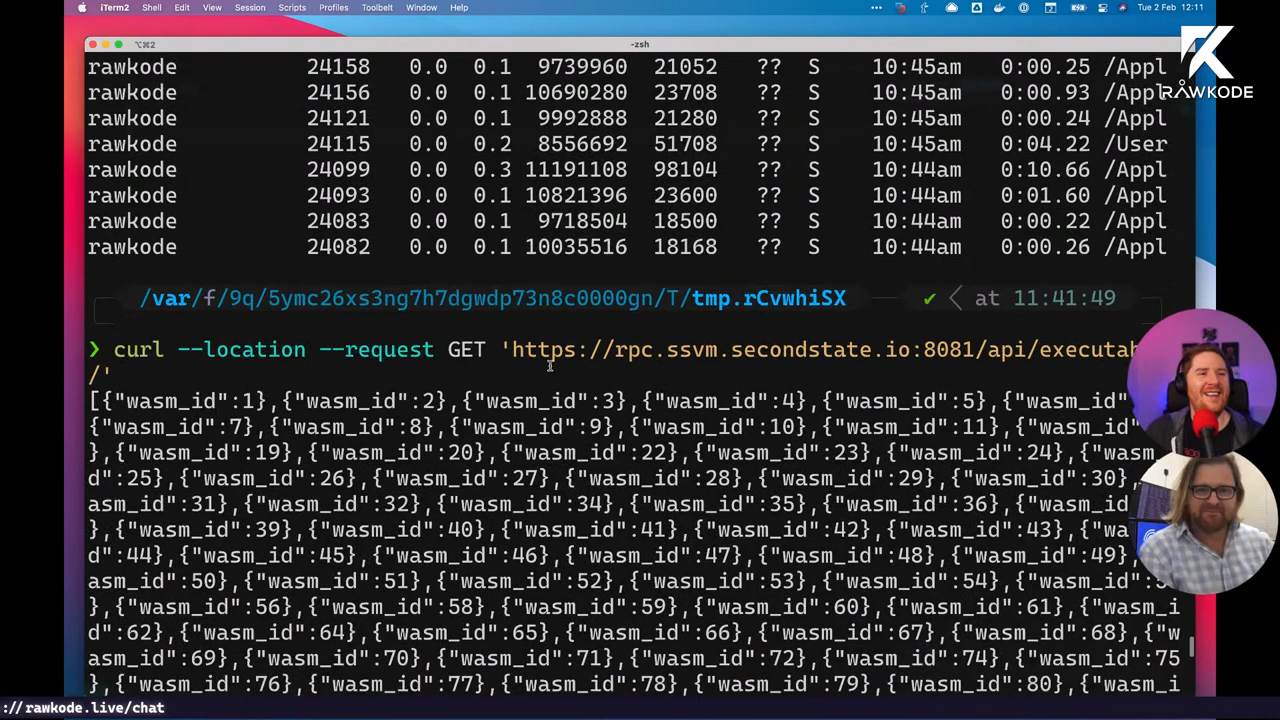 iTerm2 Shell Edit View Session Scripts Profiles Toolbelt Window Help Tue 2 Feb 12:11
⌥⌘2 -zsh
rawkode 24158 0.0 0.1 9739960 21052 ?? S 10:45am 0:00.25 /Appl
rawkode 24156 0.0 0.1 10690280 23708 ?? S 10:45am 0:00.93 /Appl
RAWKODE
rawkode 24121 0.0 0.1 9992888 21280 ?? S 10:45am 0:00.24 /Appl
rawkode 24115 0.0 0.2 8556692 51708 ?? S 10:45am 0:04.22 /User
rawkode 24099 0.0 0.3 11191108 98104 ?? S 10:44am 0:10.66 /Appl
rawkode 24093 0.0 0.1 10821396 23600 ?? S 10:44am 0:01.60 /Appl
rawkode 24083 0.0 0.1 9718504 18500 ?? S 10:44am 0:00.22 /Appl
rawkode 24082 0.0 0.1 10035516 18168 ?? S 10:44am 0:00.26 /Appl
/var/f/9q/5ymc26xs3ng7h7dgwdp73n8c0000gn/T/tmp.rCvwhiSX ✔ at 11:41:49
❯ curl --location --request GET 'https://rpc.ssvm.secondstate.io:8081/api/executab
/'
[{"wasm_id":1},{"wasm_id":2},{"wasm_id":3},{"wasm_id":4},{"wasm_id":5},{"wasm_id"
{"wasm_id":7},{"wasm_id":8},{"wasm_id":9},{"wasm_id":10},{"wasm_id":11},{"wasm_id"
},{"wasm_id":19},{"wasm_id":20},{"wasm_id":22},{"wasm_id":23},{"wasm_id":24},{"wasm_i
d":25},{"wasm_id":26},{"wasm_id":27},{"wasm_id":28},{"wasm_id":29},{"wasm_id":30},
asm_id":31},{"wasm_id":32},{"wasm_id":34},{"wasm_id":35},{"wasm_id":36},{"wasm_id"
},{"wasm_id":39},{"wasm_id":40},{"wasm_id":41},{"wasm_id":42},{"wasm_id":43},{"wasm_i
d":44},{"wasm_id":45},{"wasm_id":46},{"wasm_id":47},{"wasm_id":48},{"wasm_id":49},
asm_id":50},{"wasm_id":51},{"wasm_id":52},{"wasm_id":53},{"wasm_id":54},{"wasm_id":5
},{"wasm_id":56},{"wasm_id":58},{"wasm_id":59},{"wasm_id":60},{"wasm_id":61},{"wasm_i
d":62},{"wasm_id":64},{"wasm_id":65},{"wasm_id":66},{"wasm_id":67},{"wasm_id":68},{"w
asm_id":69},{"wasm_id":70},{"wasm_id":71},{"wasm_id":72},{"wasm_id":74},{"wasm_id":75
},{"wasm_id":76},{"wasm_id":77},{"wasm_id":78},{"wasm_id":79},{"wasm_id":80},{"wasm_i
:// rawkode.live/chat